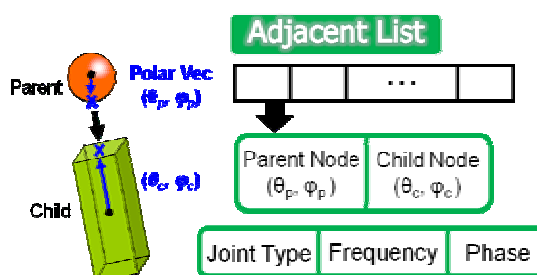 Adjacent List
Parent
Polar Vec
(θp, φp)
...
Parent Node
(θp, φp)
Child Node
(θc, φc)
(θc, φc)
Child
Joint Type
Frequency
Phase